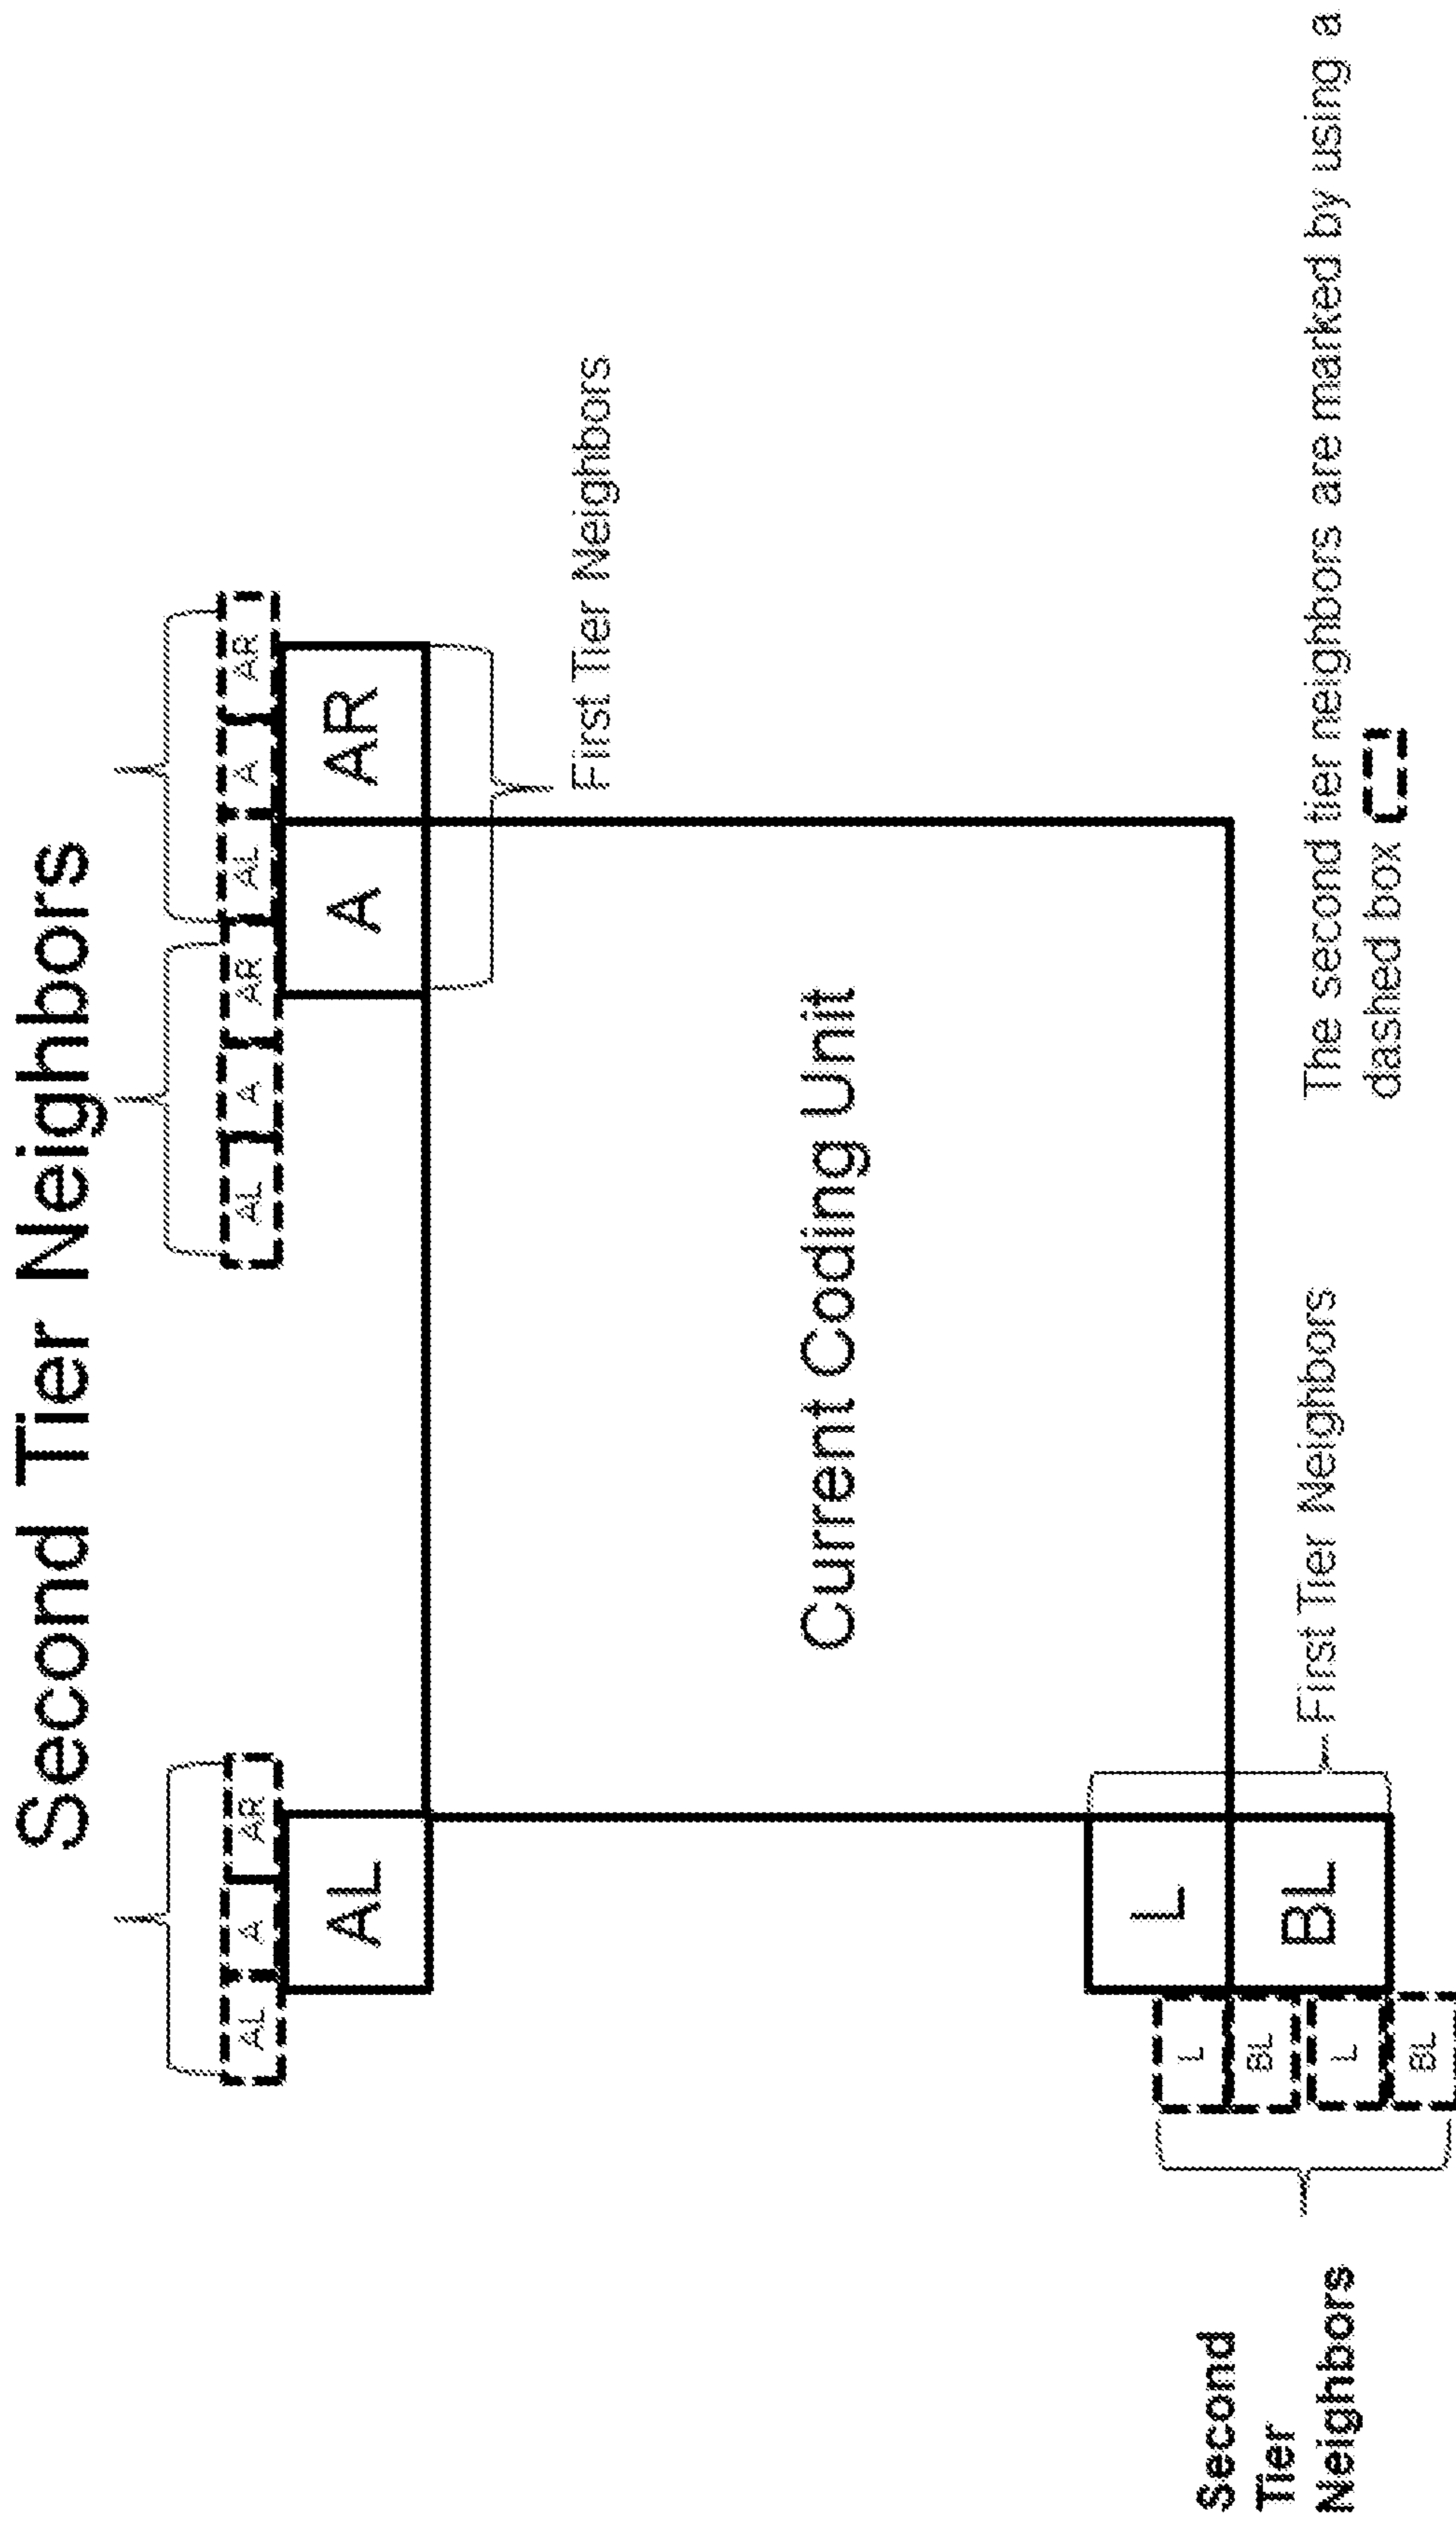 Second Tier Neighbors
AL A AR AL A AR AL A AR
AL A AR
First Tier Neighbors
Current Coding Unit
L
BL
L
BL
L
BL
First Tier Neighbors
Second
Tier
Neighbors
The second tier neighbors are marked by using a
dashed box